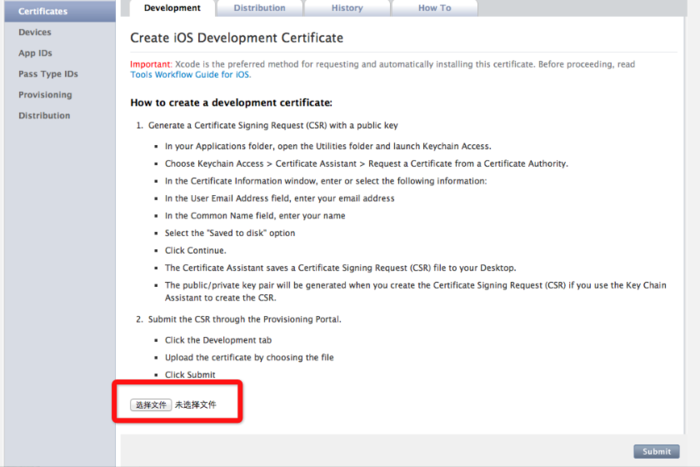 Certificates
Devices
App IDs
Pass Type IDs
Provisioning
Distribution
Development
Distribution
History
How To
Create iOS Development Certificate
Important: Xcode is the preferred method for requesting and automatically installing this certificate. Before proceeding, read
Tools Workflow Guide for iOS.
How to create a development certificate:
1. Generate a Certificate Signing Request (CSR) with a public key
▪ In your Applications folder, open the Utilities folder and launch Keychain Access.
▪ Choose Keychain Access > Certificate Assistant > Request a Certificate from a Certificate Authority.
▪ In the Certificate Information window, enter or select the following information:
▪ In the User Email Address field, enter your email address
▪ In the Common Name field, enter your name
▪ Select the "Saved to disk" option
▪ Click Continue.
▪ The Certificate Assistant saves a Certificate Signing Request (CSR) file to your Desktop.
▪ The public/private key pair will be generated when you create the Certificate Signing Request (CSR) if you use the Key Chain
Assistant to create the CSR.
2. Submit the CSR through the Provisioning Portal.
▪ Click the Development tab
▪ Upload the certificate by choosing the file
▪ Click Submit
选择文件 未选择文件
Submit